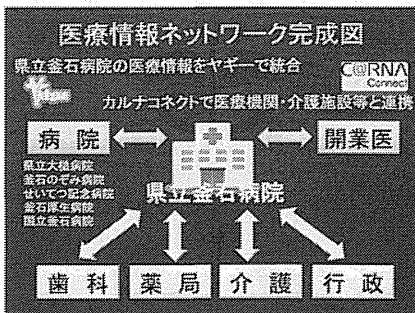 医療情報ネットワーク完成図
県立釜石病院の医療情報をヤギーで統合
C@RNA
Connect
カルナコネクトで医療機関・介護施設等と連携
病院
開業医
県立大槌病院
釜石のぞみ病院
せいてつ記念病院
釜石厚生病院
国立釜石病院
県立釜石病院
歯科
薬局
介護
行政